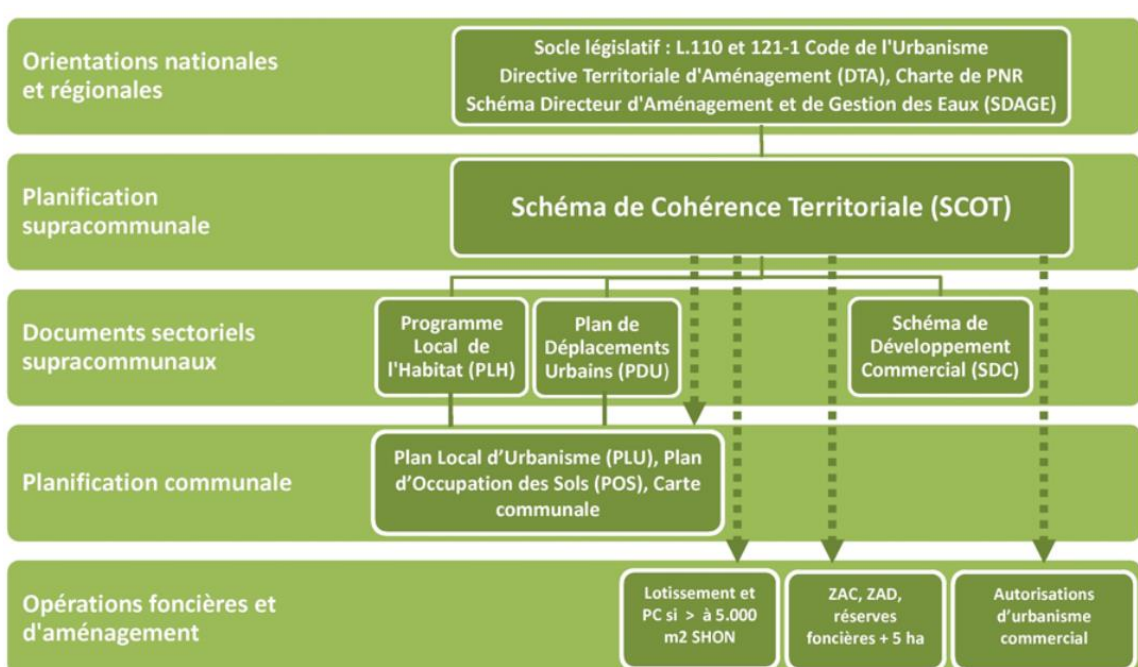 Orientations nationales
et régionales
Socle législatif : L.110 et 121-1 Code de l'Urbanisme
Directive Territoriale d'Aménagement (DTA), Charte de PNR
Schéma Directeur d'Aménagement et de Gestion des Eaux (SDAGE)
Planification
supracommunale
Schéma de Cohérence Territoriale (SCOT)
Documents sectoriels
supracommunaux
Programme
Local de
l'Habitat (PLH)
Plan de
Déplacements
Urbains (PDU)
Schéma de
Développement
Commercial (SDC)
Planification communale
Plan Local d’Urbanisme (PLU), Plan
d’Occupation des Sols (POS), Carte
communale
Opérations foncières et
d'aménagement
Lotissement et
PC si > à 5.000
m2 SHON
ZAC, ZAD,
réserves
foncières + 5 ha
Autorisations
d’urbanisme
commercial